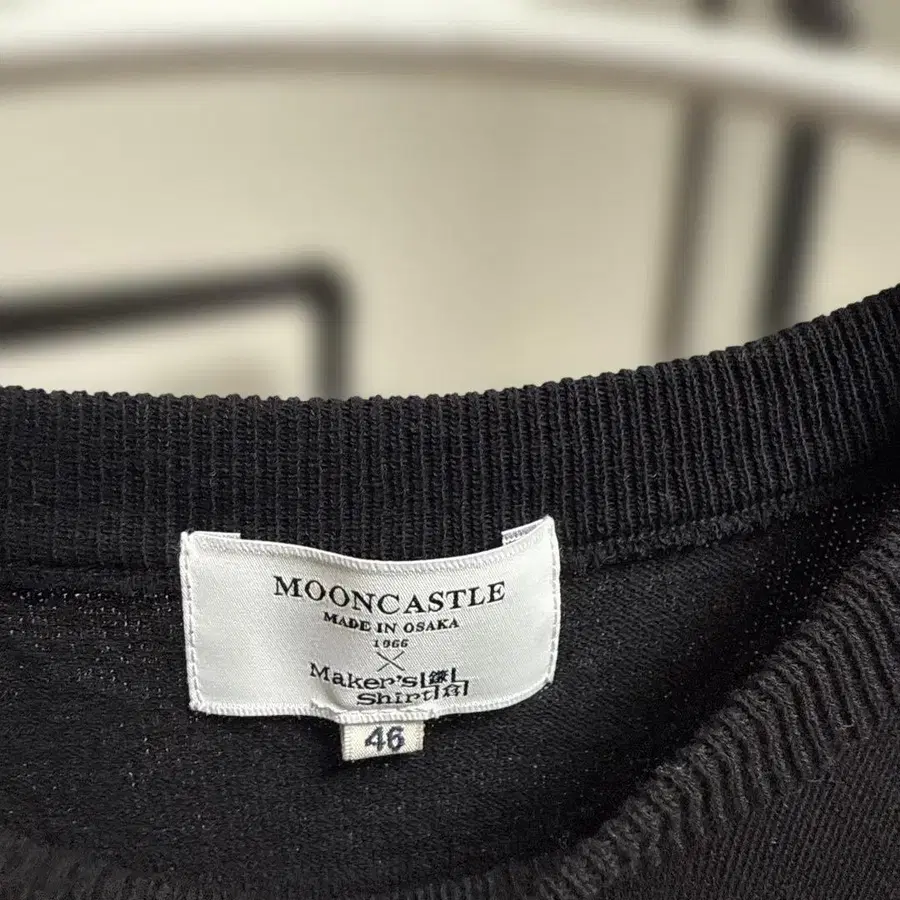 MOONCASTLE
MADE IN OSAKA
1966
×
Maker's 鎌
Shirt 倉
46